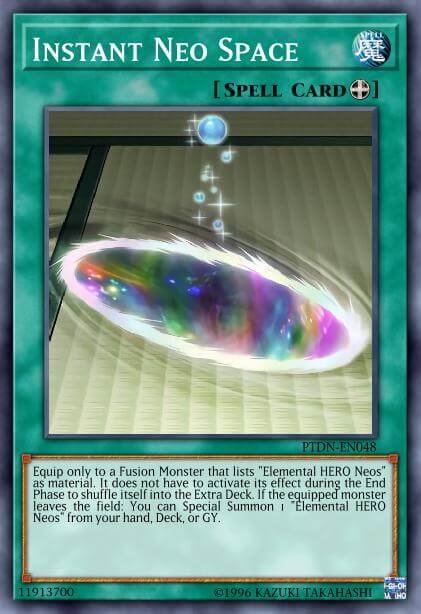 Instant Neo Space
魔
[Spell Card]
PTDN-EN048
Equip only to a Fusion Monster that lists "Elemental HERO Neos"
as material. It does not have to activate its effect during the End
Phase to shuffle itself into the Extra Deck. If the equipped monster
leaves the field: You can Special Summon 1 "Elemental HERO
Neos" from your hand, Deck, or GY.
11913700
©1996 KAZUKI TAKAHASHI